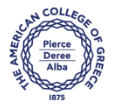 THE AMERICAN COLLEGE OF GREECE
Pierce
Deree
Alba
1875